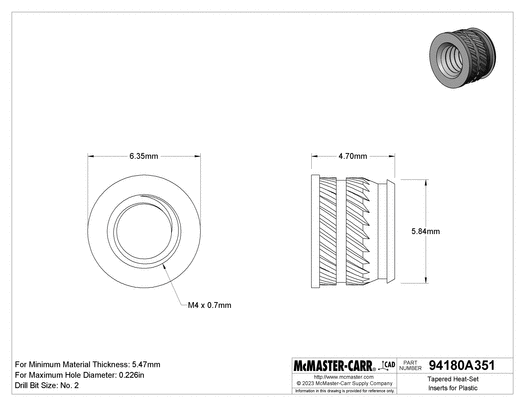 6.35mm
4.70mm
5.84mm
M4 x 0.7mm
For Minimum Material Thickness: 5.47mm
For Maximum Hole Diameter: 0.226in
Drill Bit Size: No. 2
McMASTER-CARR® CAD
http://www.mcmaster.com
© 2023 McMaster-Carr Supply Company
Information in this drawing is provided for reference only.
PART NUMBER
94180A351
Tapered Heat-Set
Inserts for Plastic